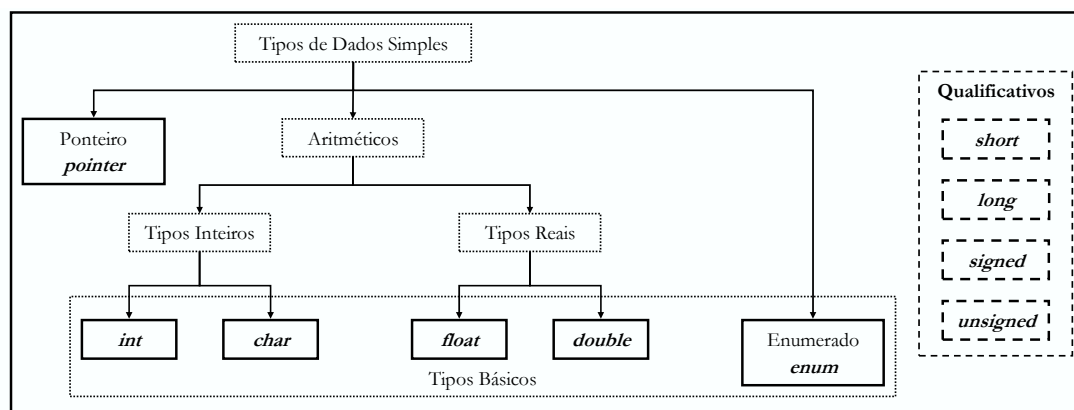 Tipos de Dados Simples
Qualificativos
Ponteiro
pointer
Aritméticos
short
long
Tipos Inteiros
Tipos Reais
signed
int
char
float
double
Enumerado
enum
unsigned
Tipos Básicos